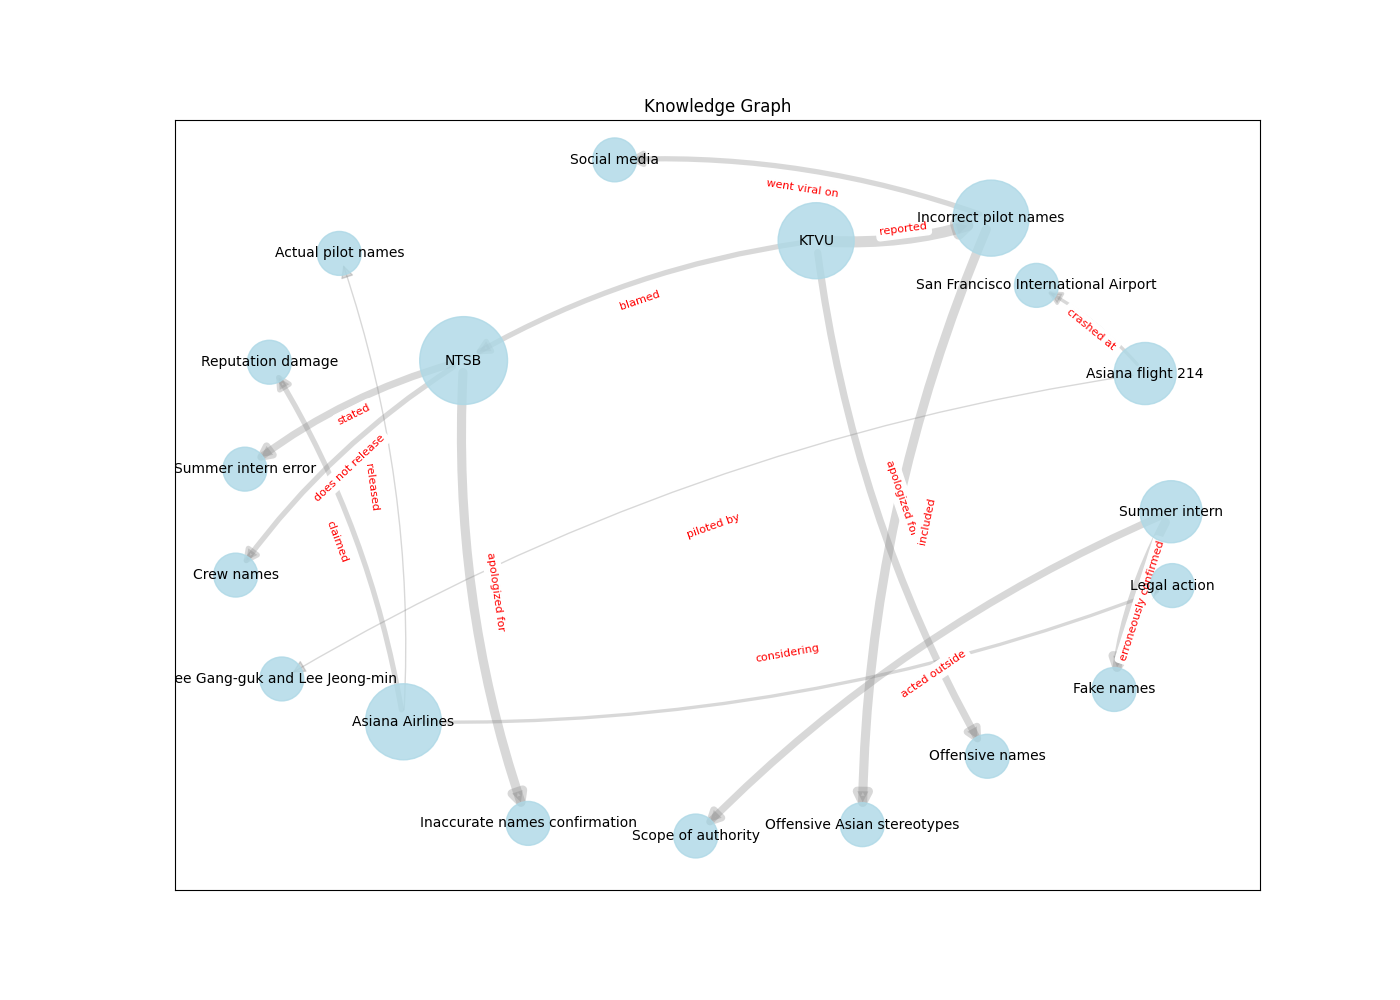 Knowledge Graph
Social media
went viral on
Incorrect pilot names
KTVU
reported
Actual pilot names
San Francisco International Airport
blamed
crashed at
NTSB
Reputation damage
Asiana flight 214
stated
does not release
Summer intern error
released
apologized for
included
Summer intern
piloted by
claimed
Crew names
apologized for
erroneously confirmed
Legal action
considering
acted outside
ee Gang-guk and Lee Jeong-min
Fake names
Asiana Airlines
Offensive names
Inaccurate names confirmation
Scope of authority
Offensive Asian stereotypes